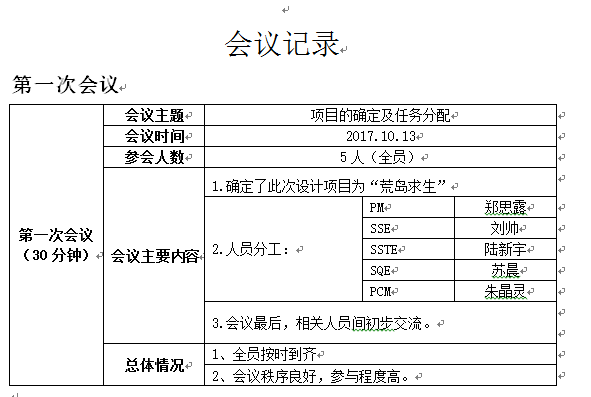 会议记录
第一次会议
第一次会议
（30 分钟）
会议主题
项目的确定及任务分配
会议时间
2017.10.13
参会人数
5 人（全员）
会议主要内容
1.确定了此次设计项目为“荒岛求生”
2.人员分工：
PM
郑思露
SSE
刘帅
SSTE
陆新宇
SQE
苏晨
PCM
朱晶灵
3.会议最后，相关人员间初步交流。
总体情况
1、全员按时到齐
2、会议秩序良好，参与程度高。